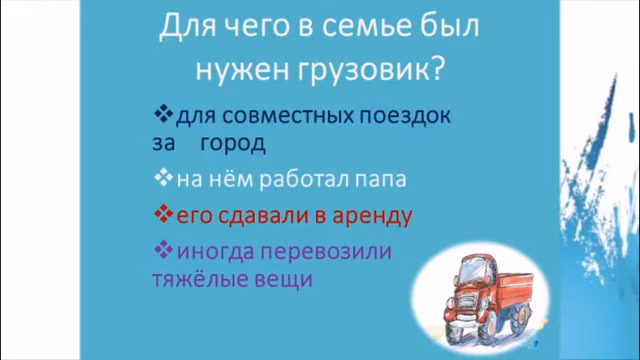 Для чего в семье был
нужен грузовик?
❖для совместных поездок
за город
❖на нём работал папа
❖его сдавали в аренду
❖иногда перевозили
тяжёлые вещи